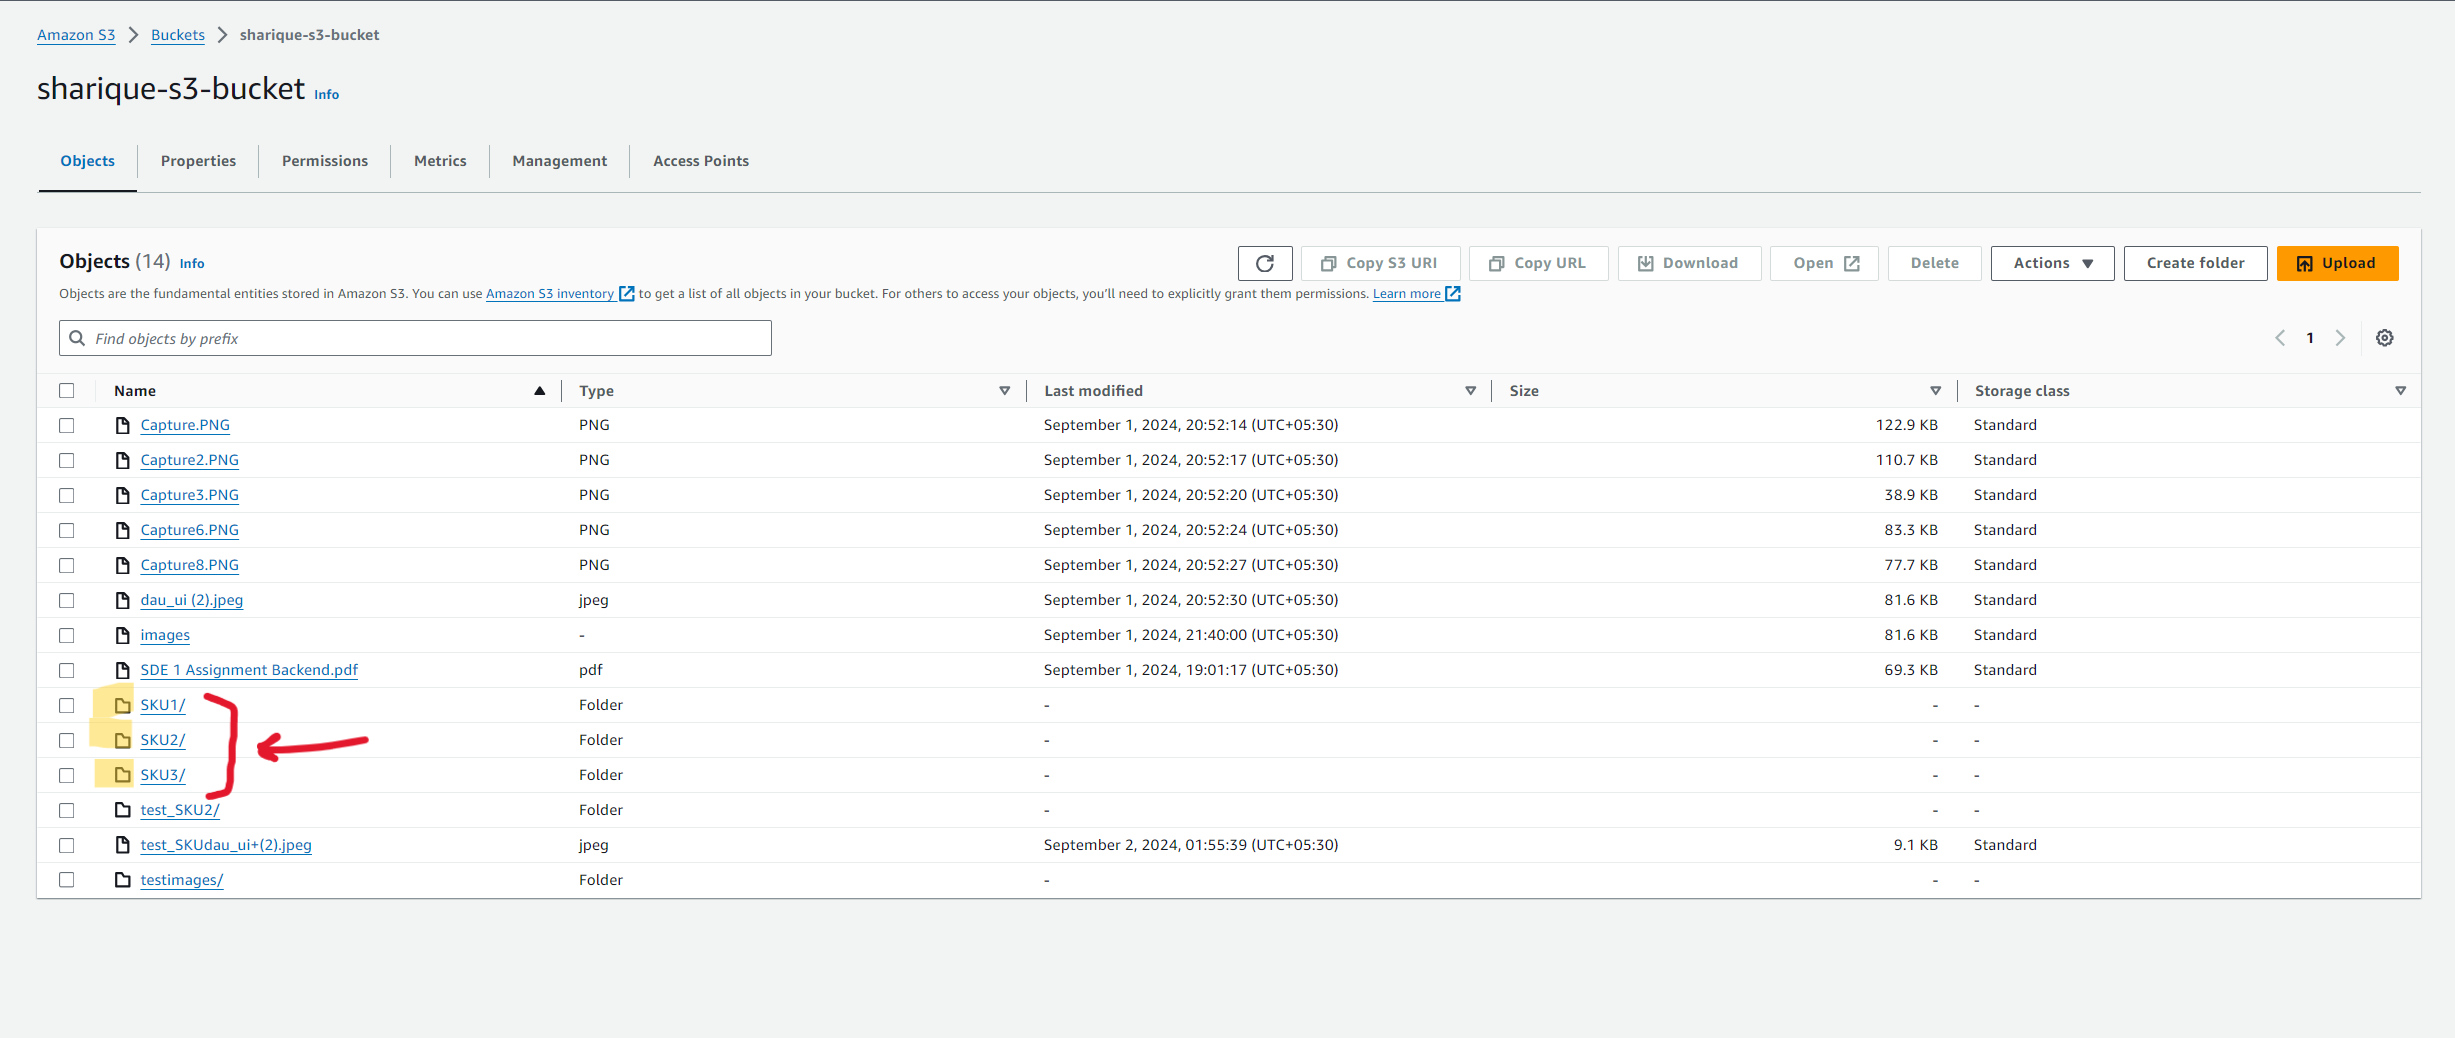 Amazon S3 > Buckets > sharique-s3-bucket
sharique-s3-bucket Info
Objects Properties Permissions Metrics Management Access Points
Objects (14) Info Copy S3 URI Copy URL Download Open Delete Actions Create folder Upload
Objects are the fundamental entities stored in Amazon S3. You can use Amazon S3 inventory to get a list of all objects in your bucket. For others to access your objects, you'll need to explicitly grant them permissions. Learn more
Find objects by prefix 1
Name Type Last modified Size Storage class
Capture.PNG PNG September 1, 2024, 20:52:14 (UTC+05:30) 122.9 KB Standard
Capture2.PNG PNG September 1, 2024, 20:52:17 (UTC+05:30) 110.7 KB Standard
Capture3.PNG PNG September 1, 2024, 20:52:20 (UTC+05:30) 38.9 KB Standard
Capture6.PNG PNG September 1, 2024, 20:52:24 (UTC+05:30) 83.3 KB Standard
Capture8.PNG PNG September 1, 2024, 20:52:27 (UTC+05:30) 77.7 KB Standard
dau_ui (2).jpeg jpeg September 1, 2024, 20:52:30 (UTC+05:30) 81.6 KB Standard
images - September 1, 2024, 21:40:00 (UTC+05:30) 81.6 KB Standard
SDE 1 Assignment Backend.pdf pdf September 1, 2024, 19:01:17 (UTC+05:30) 69.3 KB Standard
SKU1/ Folder - - -
SKU2/ Folder - - -
SKU3/ Folder - - -
test_SKU2/ Folder - - -
test_SKUdau_ui+(2).jpeg jpeg September 2, 2024, 01:55:39 (UTC+05:30) 9.1 KB Standard
testimages/ Folder - - -